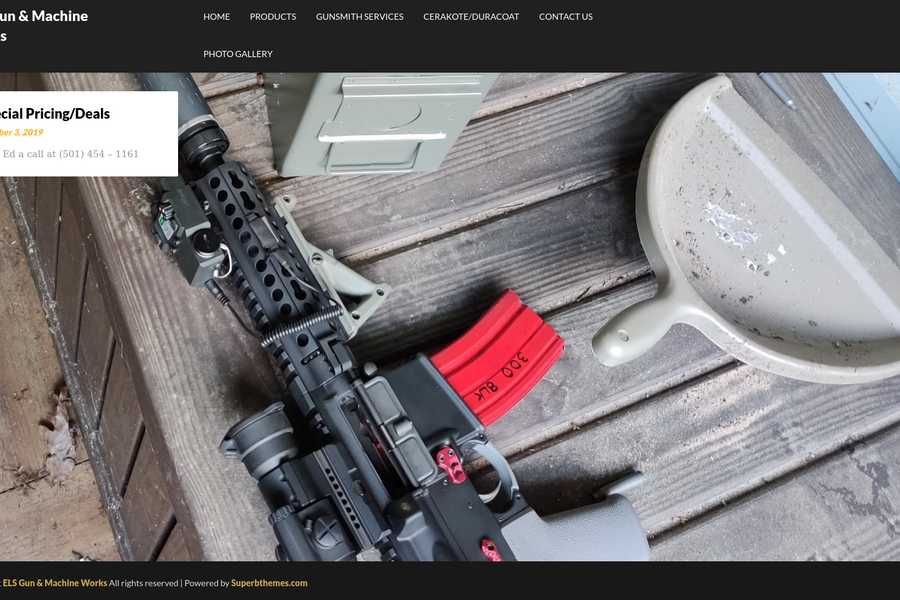 un & Machine
s
HOME PRODUCTS GUNSMITH SERVICES CERAKOTE/DURACOAT CONTACT US
PHOTO GALLERY
ecial Pricing/Deals
ber 3, 2019
Ed a call at (501) 454 – 1161
300 BLK
ELS Gun & Machine Works All rights reserved | Powered by Superbthemes.com